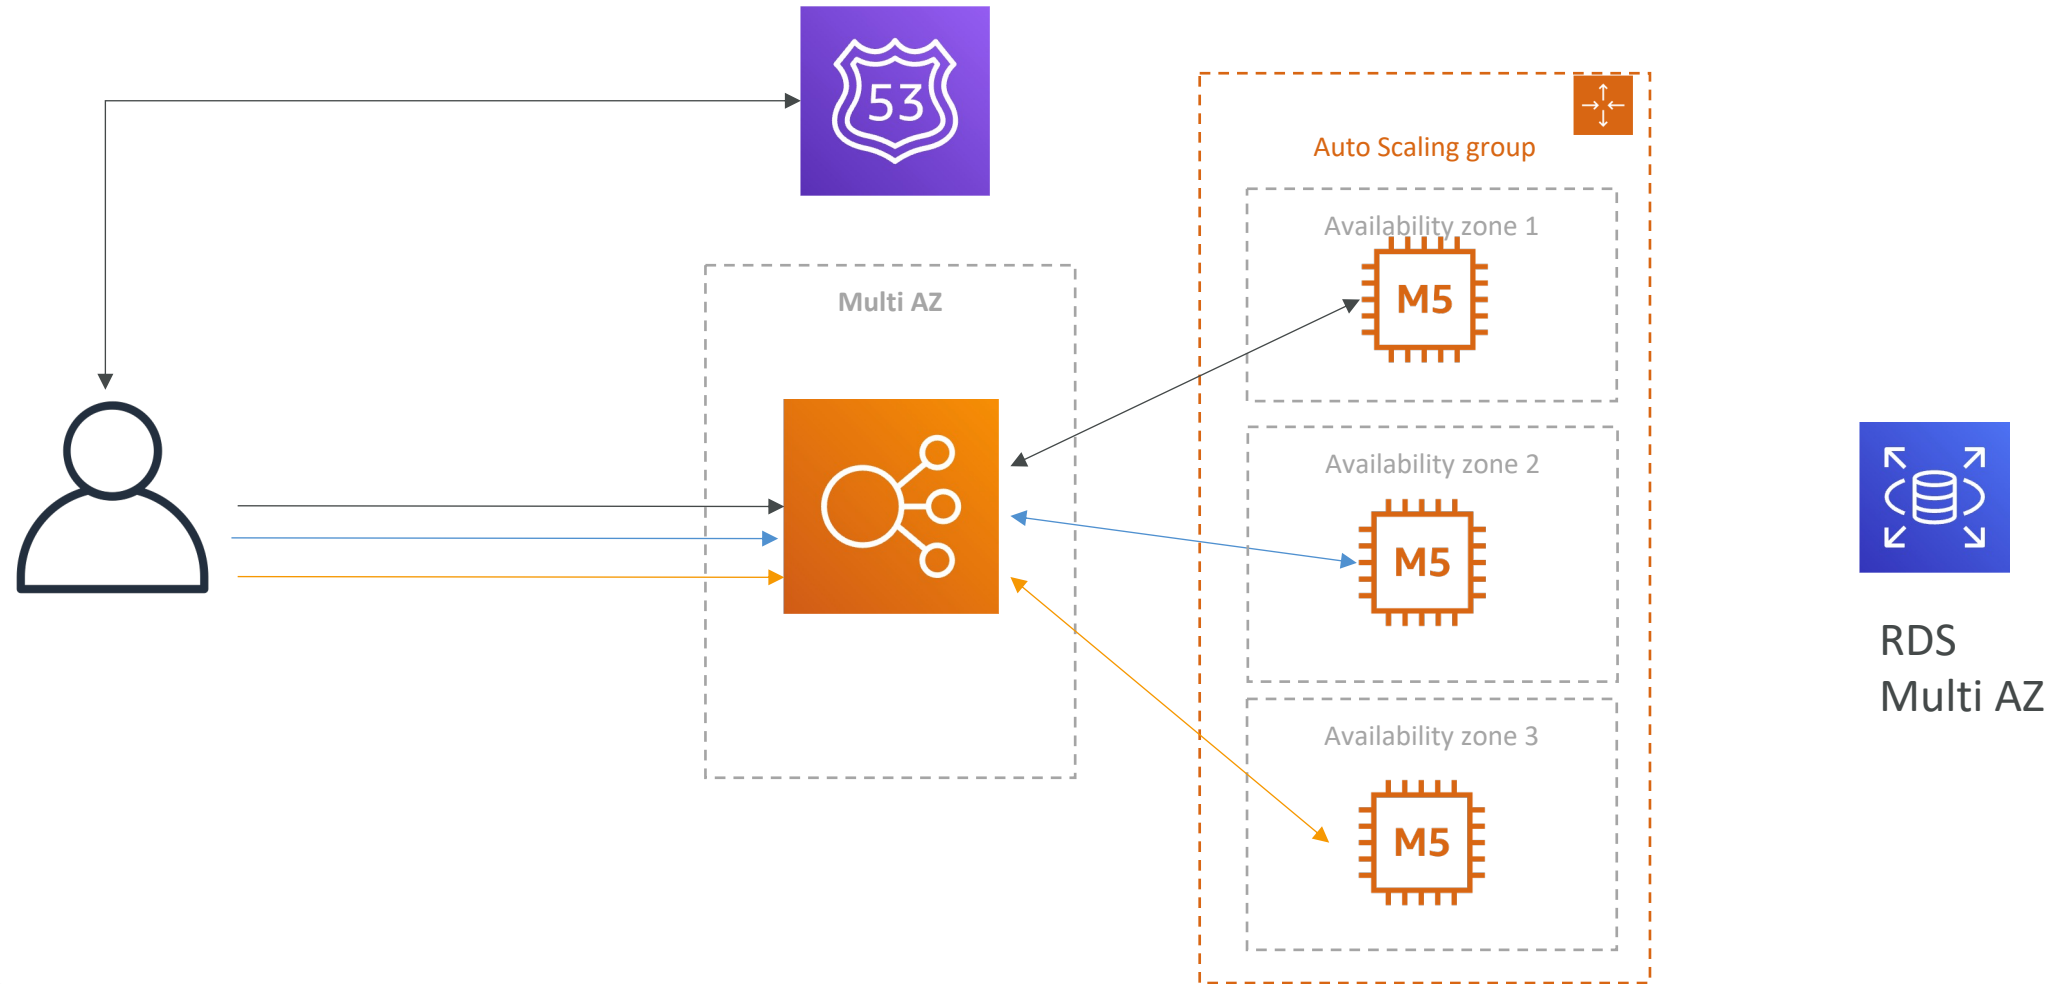 53
Auto Scaling group
Availability zone 1
M5
Multi AZ
Availability zone 2
M5
RDS
Multi AZ
Availability zone 3
M5